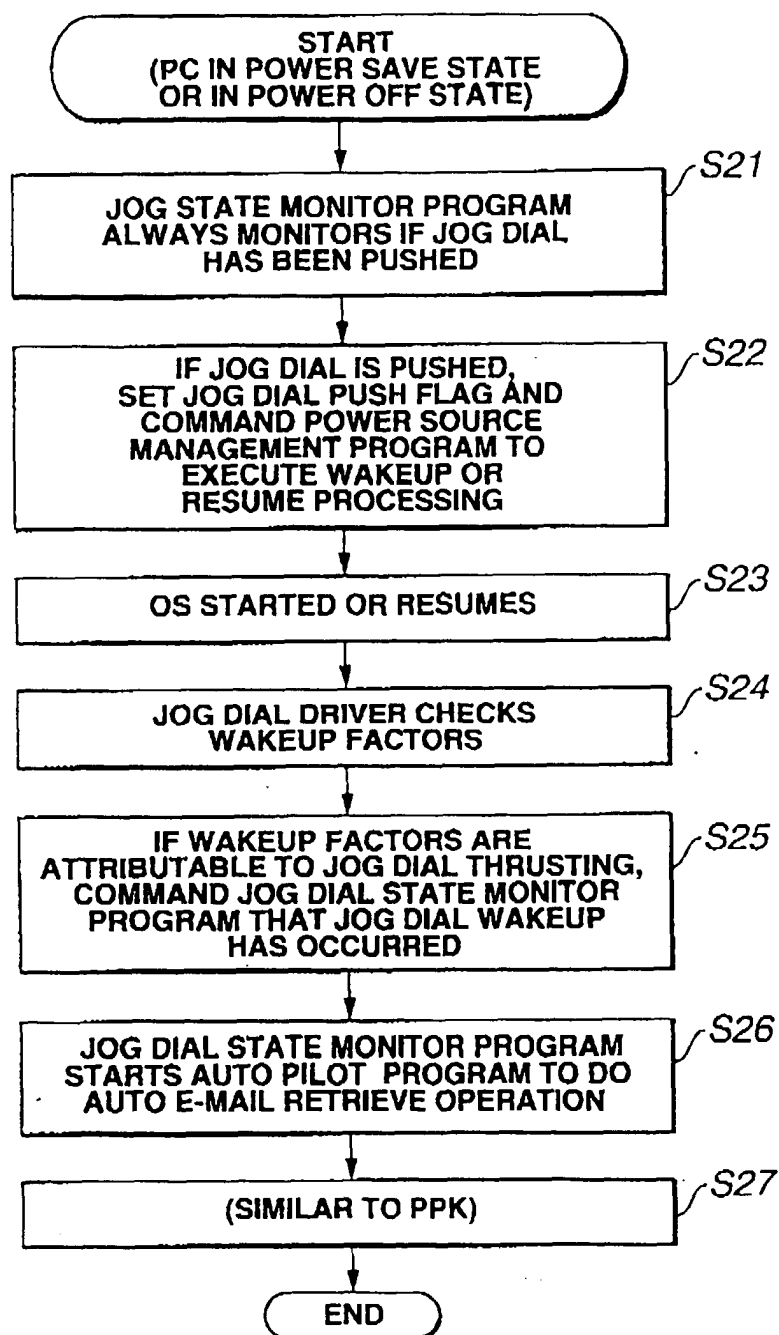 START
(PC IN POWER SAVE STATE
OR IN POWER OFF STATE)
S21
JOG STATE MONITOR PROGRAM
ALWAYS MONITORS IF JOG DIAL
HAS BEEN PUSHED
S22
IF JOG DIAL IS PUSHED,
SET JOG DIAL PUSH FLAG AND
COMMAND POWER SOURCE
MANAGEMENT PROGRAM TO
EXECUTE WAKEUP OR
RESUME PROCESSING
S23
OS STARTED OR RESUMES
S24
JOG DIAL DRIVER CHECKS
WAKEUP FACTORS
S25
IF WAKEUP FACTORS ARE
ATTRIBUTABLE TO JOG DIAL THRUSTING,
COMMAND JOG DIAL STATE MONITOR
PROGRAM THAT JOG DIAL WAKEUP
HAS OCCURRED
S26
JOG DIAL STATE MONITOR PROGRAM
STARTS AUTO PILOT PROGRAM TO DO
AUTO E-MAIL RETRIEVE OPERATION
S27
(SIMILAR TO PPK)
END